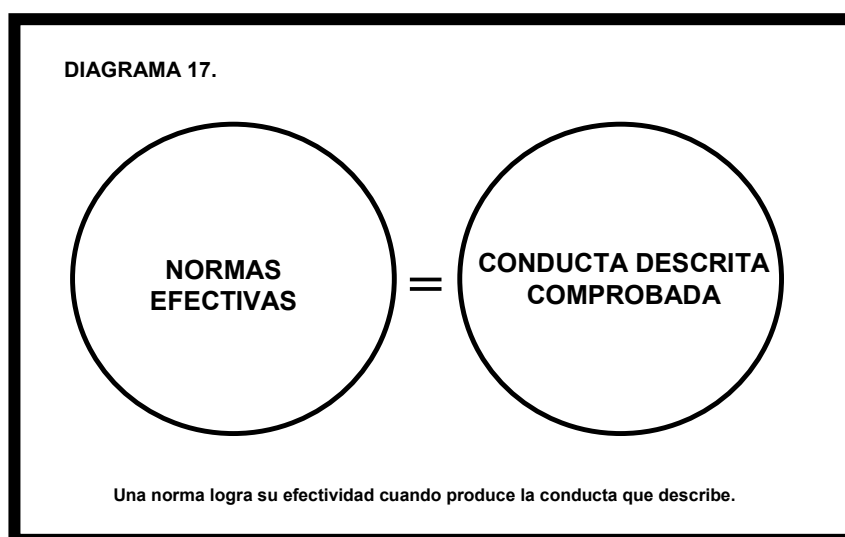 DIAGRAMA 17.
NORMAS
EFECTIVAS
=
CONDUCTA DESCRITA
COMPROBADA
Una norma logra su efectividad cuando produce la conducta que describe.